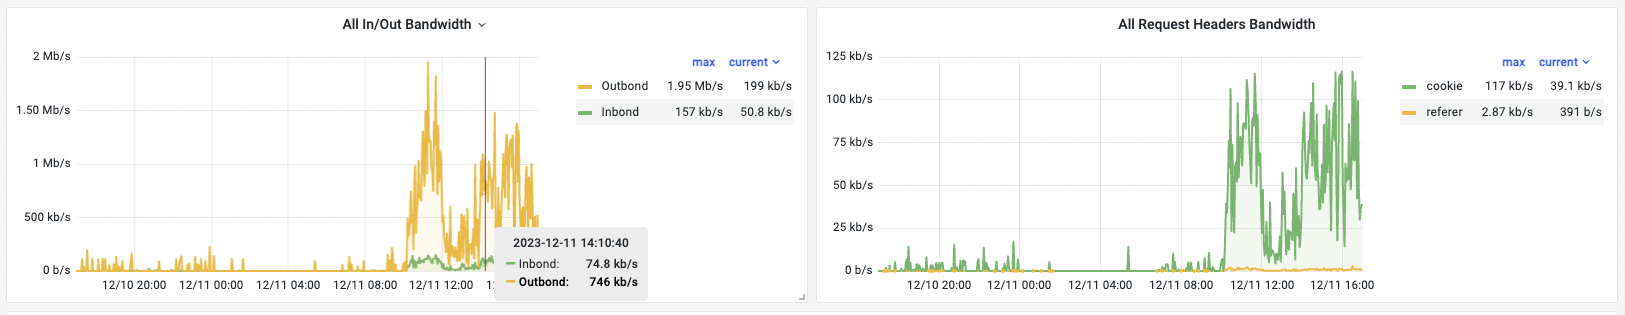 All In/Out Bandwidth
2 Mb/s
1.50 Mb/s
1 Mb/s
500 kb/s
0 b/s
12/10 20:00 12/11 00:00 12/11 04:00 12/11 08:00 12/11 12:00
max current
Outbond 1.95 Mb/s 199 kb/s
Inbond 157 kb/s 50.8 kb/s
2023-12-11 14:10:40
Inbond: 74.8 kb/s
Outbond: 746 kb/s
All Request Headers Bandwidth
125 kb/s
100 kb/s
75 kb/s
50 kb/s
25 kb/s
0 b/s
12/10 20:00 12/11 00:00 12/11 04:00 12/11 08:00 12/11 12:00 12/11 16:00
max current
cookie 117 kb/s 39.1 kb/s
referer 2.87 kb/s 391 b/s